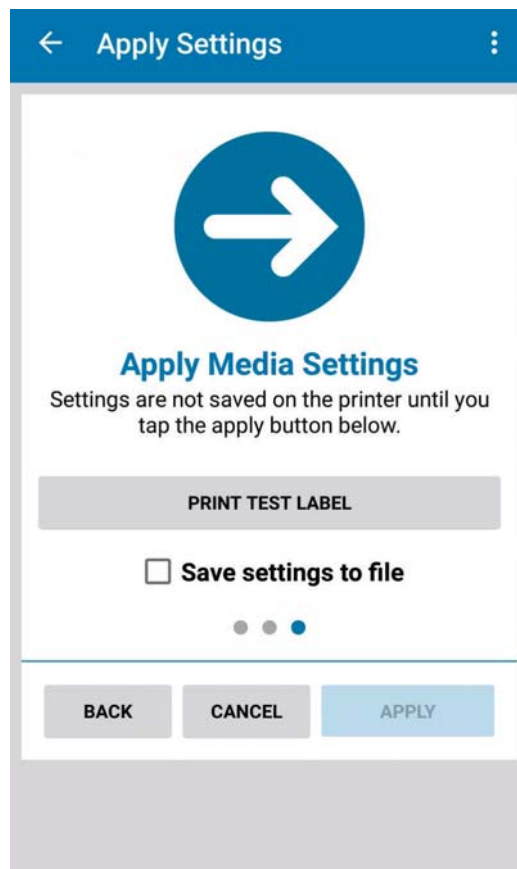 Apply Settings
Apply Media Settings
Settings are not saved on the printer until you
tap the apply button below.
PRINT TEST LABEL
Save settings to file
BACK CANCEL APPLY